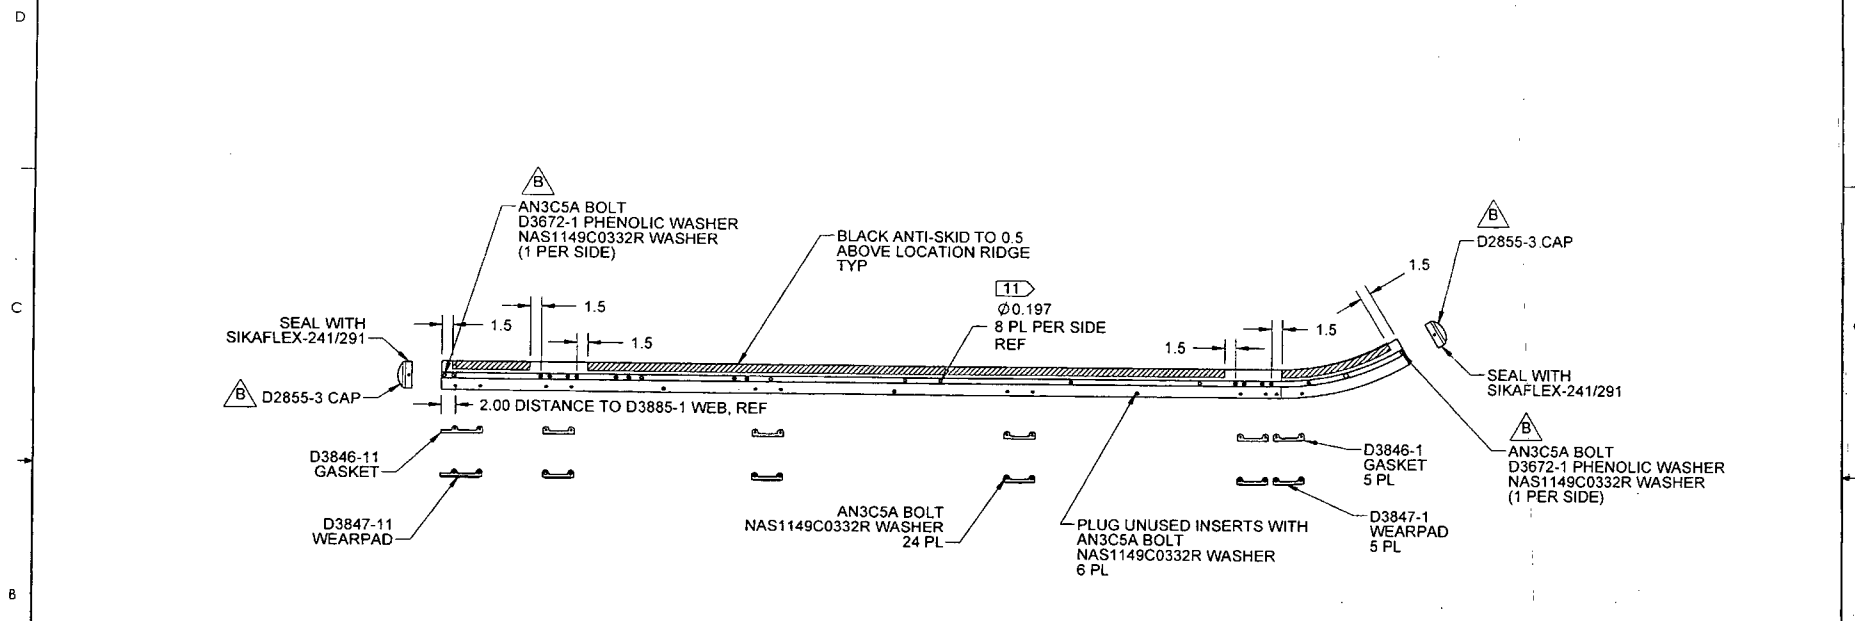 D
B
AN3C5A BOLT
D3672-1 PHENOLIC WASHER
NAS1149C0332R WASHER
(1 PER SIDE)
BLACK ANTI-SKID TO 0.5
ABOVE LOCATION RIDGE
TYP
B
D2855-3 CAP
1.5
C
SEAL WITH
SIKAFLEX-241/291
1.5
1.5
1.5
11
Ø0.197
8 PL PER SIDE
REF
1.5
1.5
B
D2855-3 CAP
2.00 DISTANCE TO D3885-1 WEB, REF
SEAL WITH
SIKAFLEX-241/291
B
AN3C5A BOLT
D3672-1 PHENOLIC WASHER
NAS1149C0332R WASHER
(1 PER SIDE)
D3846-11
GASKET
D3846-1
GASKET
5 PL
D3847-11
WEARPAD
AN3C5A BOLT
NAS1149C0332R WASHER
24 PL
PLUG UNUSED INSERTS WITH
AN3C5A BOLT
NAS1149C0332R WASHER
6 PL
D3847-1
WEARPAD
5 PL
B